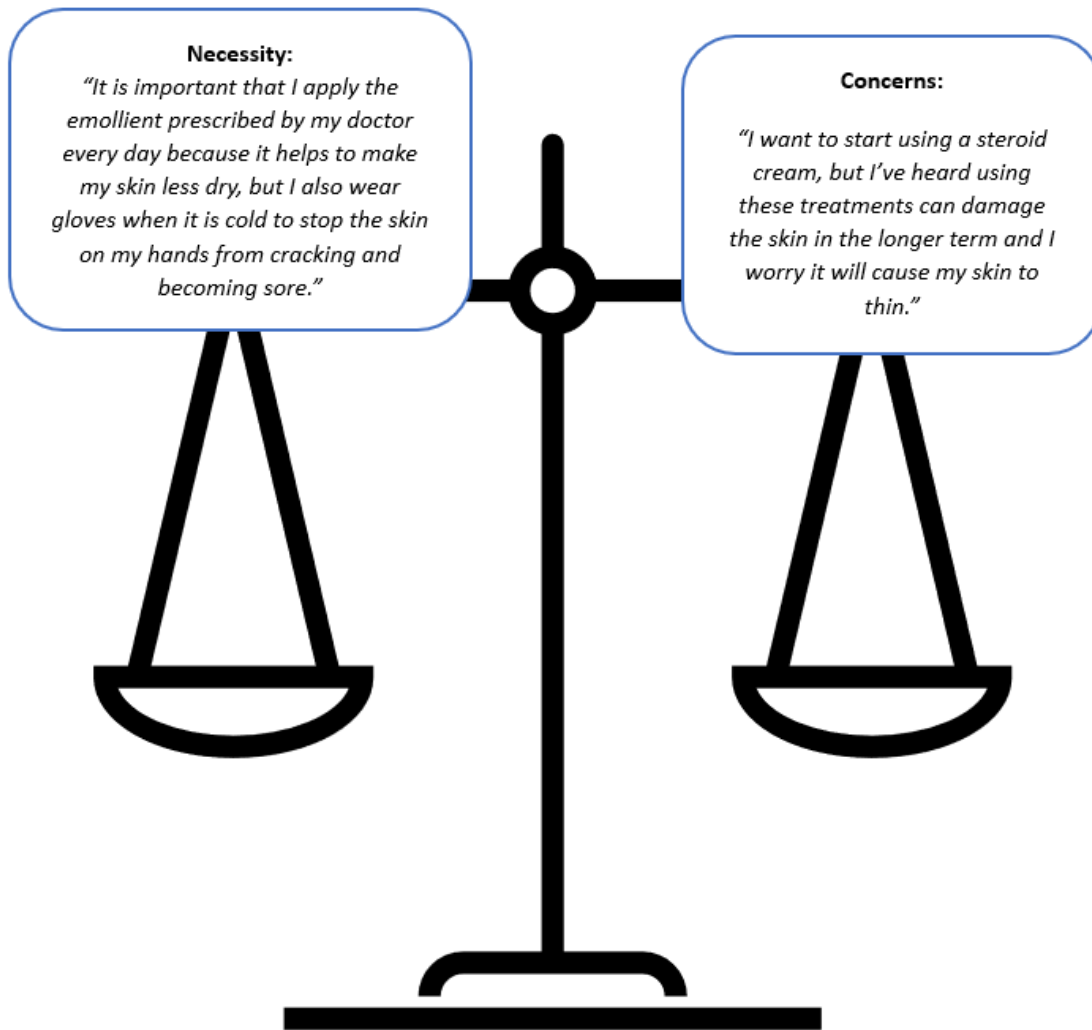 Necessity:
“It is important that I apply the
emollient prescribed by my doctor
every day because it helps to make
my skin less dry, but I also wear
gloves when it is cold to stop the skin
on my hands from cracking and
becoming sore.”
Concerns:
“I want to start using a steroid
cream, but I’ve heard using
these treatments can damage
the skin in the longer term and I
worry it will cause my skin to
thin.”